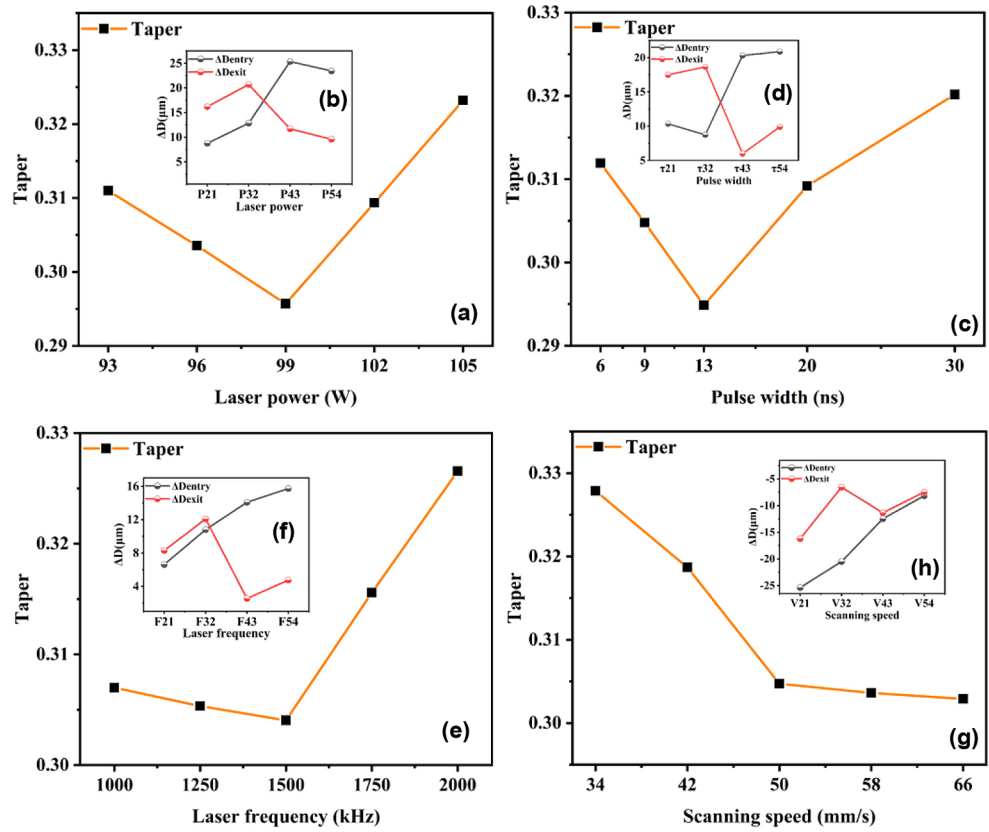 Taper
0.33
0.32
0.31
0.30
0.29
Taper
93
96
99
102
105
Laser power (W)
(a)
ΔDentry
ΔDexit
25
20
15
10
5
ΔD(μm)
P21
P32
P43
P54
Laser power
(b)
Taper
0.33
0.32
0.31
0.30
0.29
Taper
6
9
13
20
30
Pulse width (ns)
(c)
ΔDentry
ΔDexit
20
15
10
5
ΔD(μm)
τ21
τ32
τ43
τ54
Pulse width
(d)
Taper
0.33
0.32
0.31
0.30
Taper
1000
1250
1500
1750
2000
Laser frequency (kHz)
(e)
ΔDentry
ΔDexit
16
12
8
4
ΔD(μm)
F21
F32
F43
F54
Laser frequency
(f)
Taper
0.33
0.32
0.31
0.30
Taper
34
42
50
58
66
Scanning speed (mm/s)
(g)
ΔDentry
ΔDexit
-5
-10
-15
-20
-25
ΔD(μm)
V21
V32
V43
V54
Scanning speed
(h)